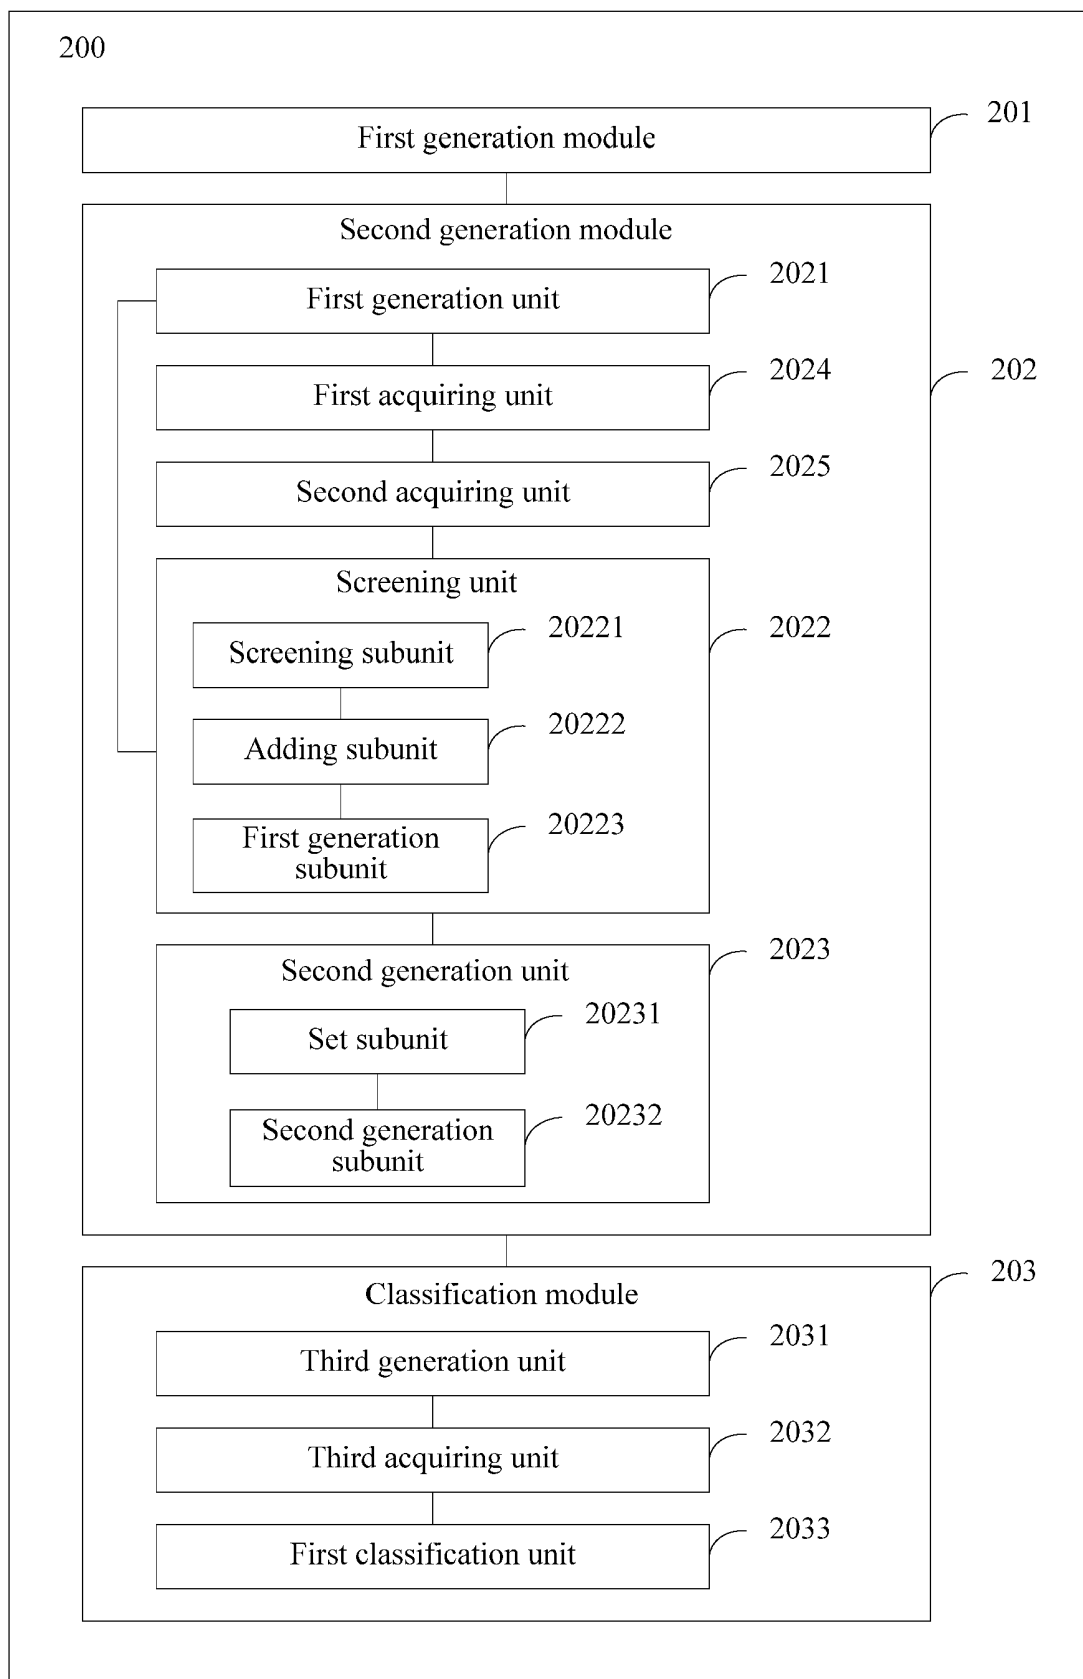 200
First generation module
201
Second generation module
202
First generation unit
2021
First acquiring unit
2024
Second acquiring unit
2025
Screening unit
2022
Screening subunit
20221
Adding subunit
20222
First generation
subunit
20223
Second generation unit
2023
Set subunit
20231
Second generation
subunit
20232
Classification module
203
Third generation unit
2031
Third acquiring unit
2032
First classification unit
2033